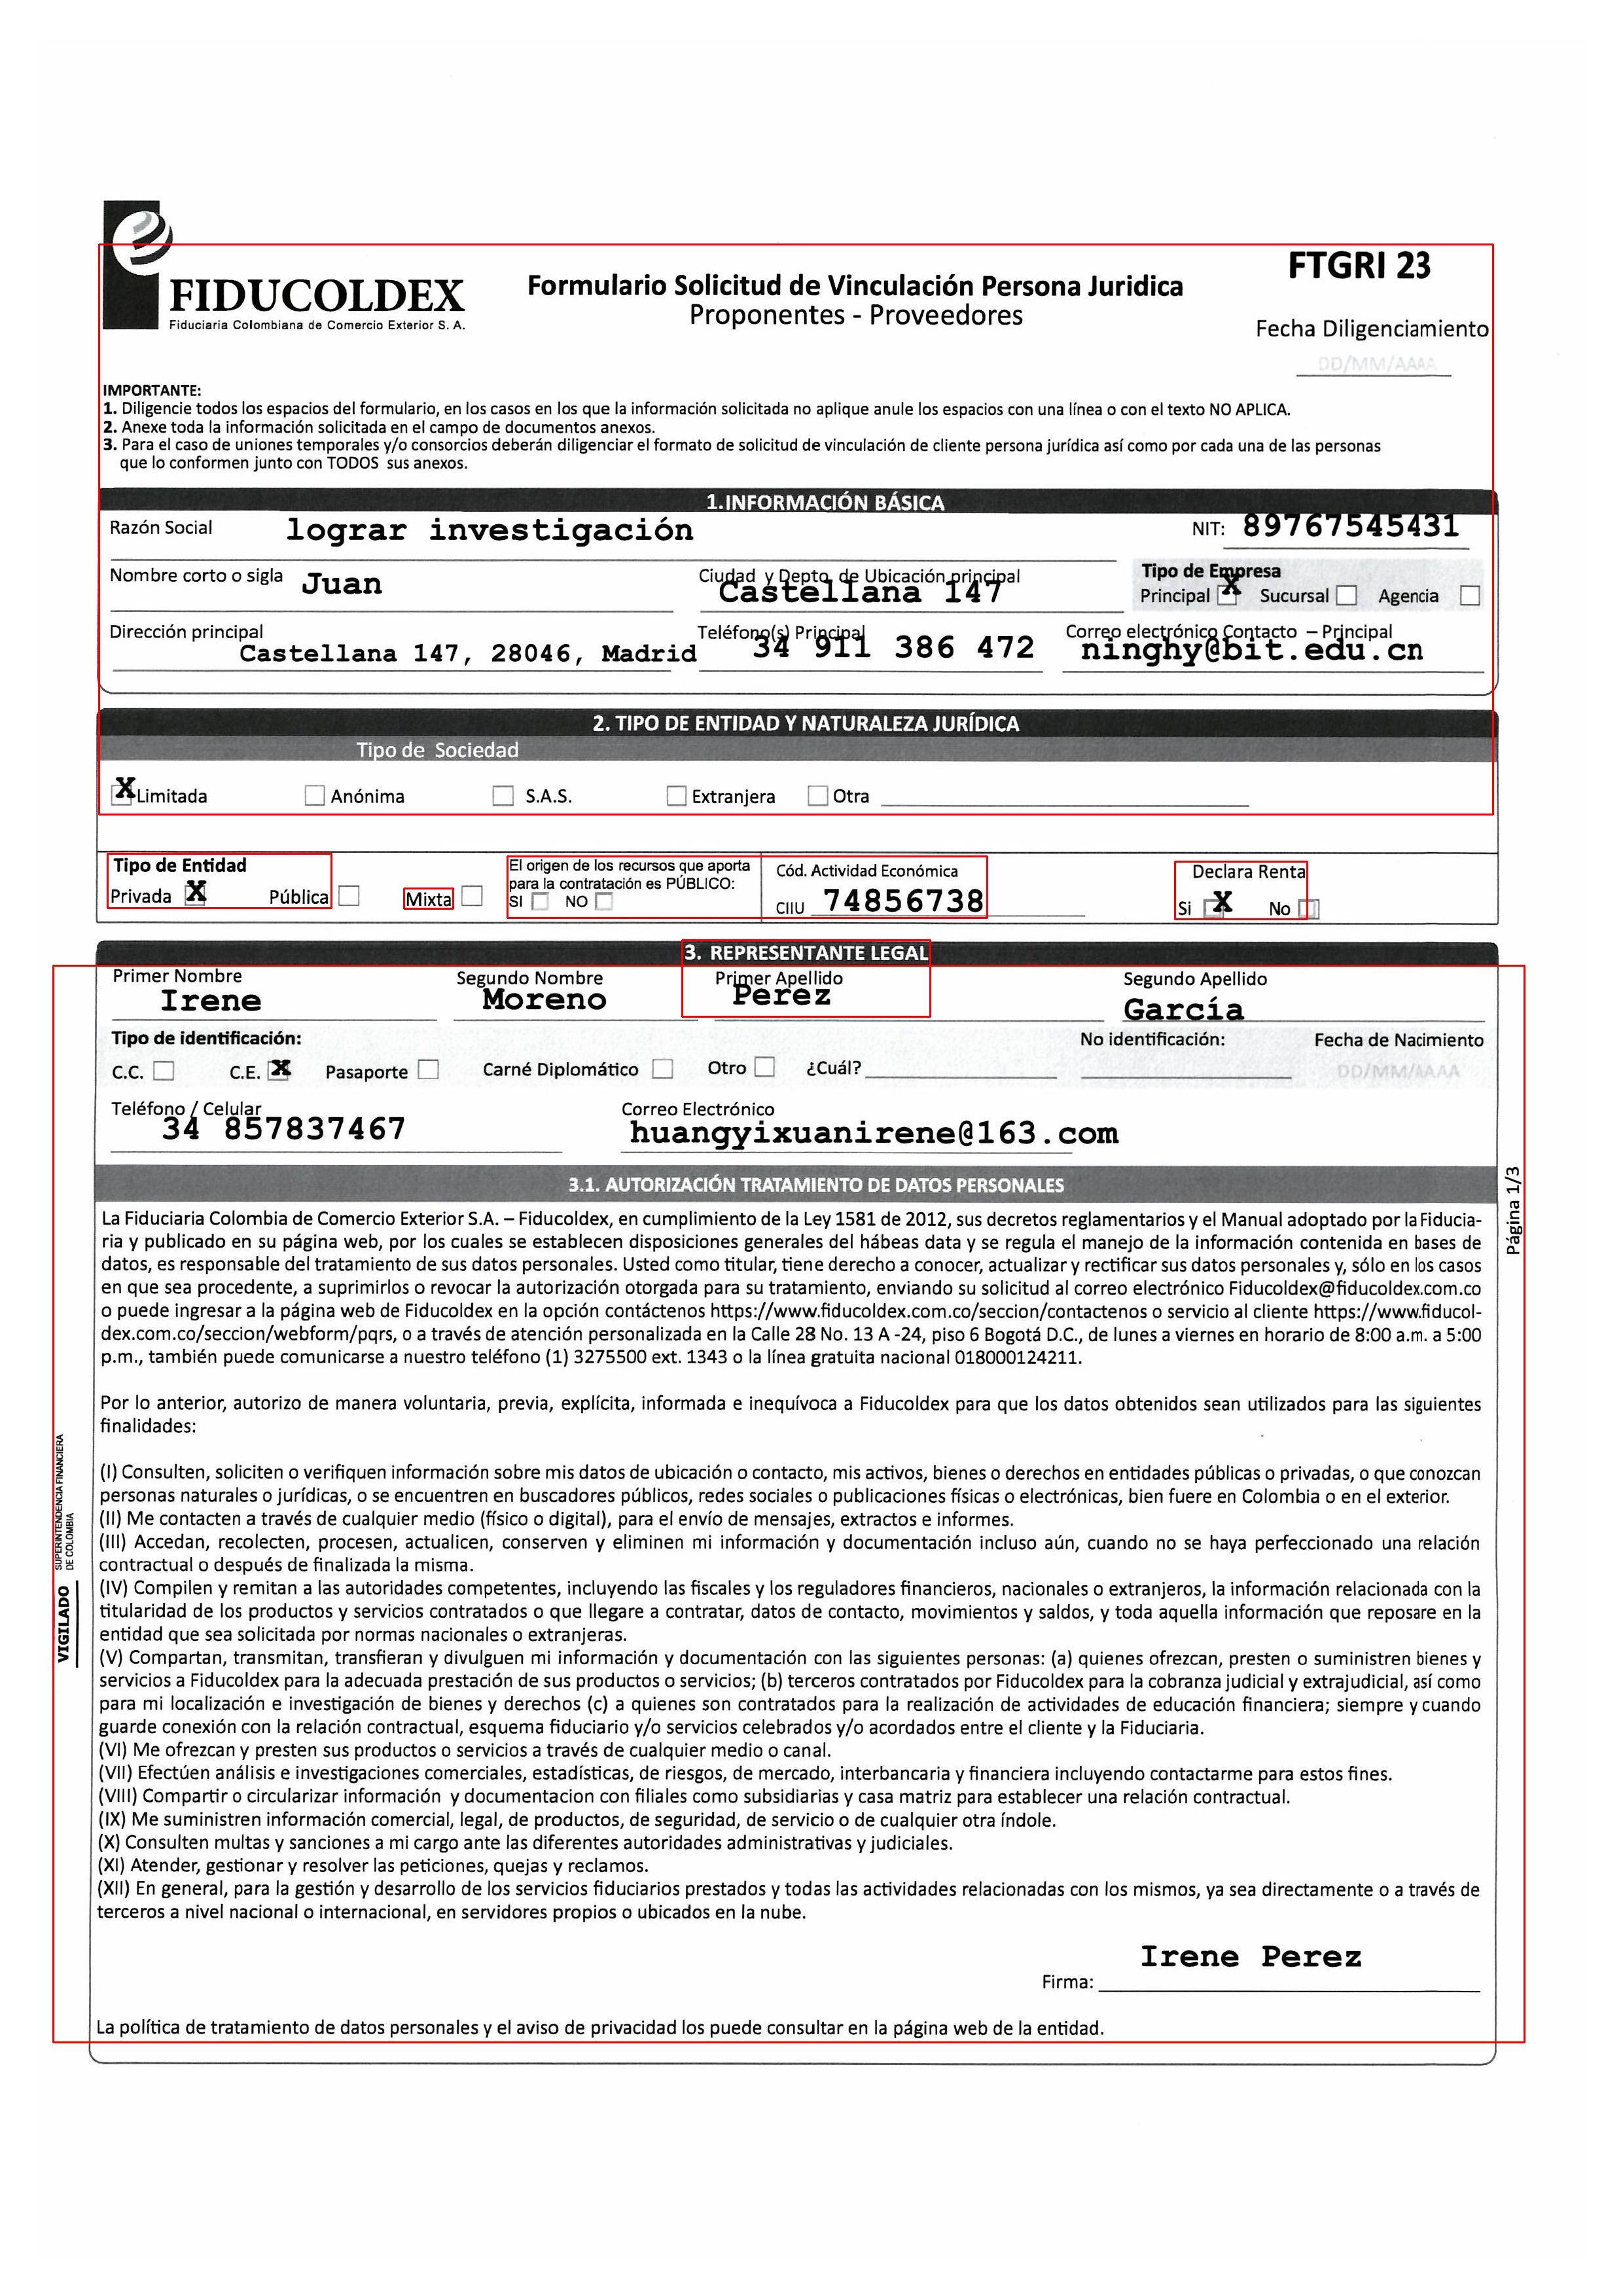 FIDUCOLDEX
Fiduciaria Colombiana de Comercio Exterior S. A.
Formulario Solicitud de Vinculación Persona Juridica
Proponentes - Proveedores
FTGRI 23
Fecha Diligenciamiento
DD/MM/AAAA
IMPORTANTE:
1. Diligencie todos los espacios del formulario, en los casos en los que la información solicitada no aplique anule los espacios con una línea o con el texto NO APLICA.
2. Anexe toda la información solicitada en el campo de documentos anexos.
3. Para el caso de uniones temporales y/o consorcios deberán diligenciar el formato de solicitud de vinculación de cliente persona jurídica así como por cada una de las personas
que lo conformen junto con TODOS sus anexos.
1.INFORMACIÓN BÁSICA
Razón Social lograr investigación NIT: 89767545431
Nombre corto o sigla Juan
Ciudad y Depto. de Ubicación principal
Castellana 147
Tipo de Empresa
Principal X Sucursal Agencia
Dirección principal
Castellana 147, 28046, Madrid
Teléfono(s) Principal
34 911 386 472
Correo electrónico Contacto – Principal
ninghy@bit.edu.cn
2. TIPO DE ENTIDAD Y NATURALEZA JURÍDICA
Tipo de Sociedad
X Limitada Anónima S.A.S. Extranjera Otra
Tipo de Entidad
Privada X Pública Mixta
El origen de los recursos que aporta
para la contratación es PÚBLICO:
SI NO
Cód. Actividad Económica
CIIU 74856738
Declara Renta
Si X No
3. REPRESENTANTE LEGAL
Primer Nombre Segundo Nombre Primer Apellido Segundo Apellido
Irene Moreno Perez García
Tipo de identificación: No identificación: Fecha de Nacimiento
C.C. C.E. X Pasaporte Carné Diplomático Otro ¿Cuál? DD/MM/AAAA
Teléfono / Celular Correo Electrónico
34 857837467 huangyixuanirene@163.com
3.1. AUTORIZACIÓN TRATAMIENTO DE DATOS PERSONALES
La Fiduciaria Colombia de Comercio Exterior S.A. – Fiducoldex, en cumplimiento de la Ley 1581 de 2012, sus decretos reglamentarios y el Manual adoptado por la Fiducia-
ria y publicado en su página web, por los cuales se establecen disposiciones generales del hábeas data y se regula el manejo de la información contenida en bases de
datos, es responsable del tratamiento de sus datos personales. Usted como titular, tiene derecho a conocer, actualizar y rectificar sus datos personales y, sólo en los casos
en que sea procedente, a suprimirlos o revocar la autorización otorgada para su tratamiento, enviando su solicitud al correo electrónico Fiducoldex@fiducoldex.com.co
o puede ingresar a la página web de Fiducoldex en la opción contáctenos https://www.fiducoldex.com.co/seccion/contactenos o servicio al cliente https://www.fiducol-
dex.com.co/seccion/webform/pqrs, o a través de atención personalizada en la Calle 28 No. 13 A -24, piso 6 Bogotá D.C., de lunes a viernes en horario de 8:00 a.m. a 5:00
p.m., también puede comunicarse a nuestro teléfono (1) 3275500 ext. 1343 o la línea gratuita nacional 018000124211.
Por lo anterior, autorizo de manera voluntaria, previa, explícita, informada e inequívoca a Fiducoldex para que los datos obtenidos sean utilizados para las siguientes
finalidades:
(I) Consulten, soliciten o verifiquen información sobre mis datos de ubicación o contacto, mis activos, bienes o derechos en entidades públicas o privadas, o que conozcan
personas naturales o jurídicas, o se encuentren en buscadores públicos, redes sociales o publicaciones físicas o electrónicas, bien fuere en Colombia o en el exterior.
(II) Me contacten a través de cualquier medio (físico o digital), para el envío de mensajes, extractos e informes.
(III) Accedan, recolecten, procesen, actualicen, conserven y eliminen mi información y documentación incluso aún, cuando no se haya perfeccionado una relación
contractual o después de finalizada la misma.
(IV) Compilen y remitan a las autoridades competentes, incluyendo las fiscales y los reguladores financieros, nacionales o extranjeros, la información relacionada con la
titularidad de los productos y servicios contratados o que llegare a contratar, datos de contacto, movimientos y saldos, y toda aquella información que reposare en la
entidad que sea solicitada por normas nacionales o extranjeras.
(V) Compartan, transmitan, transfieran y divulguen mi información y documentación con las siguientes personas: (a) quienes ofrezcan, presten o suministren bienes y
servicios a Fiducoldex para la adecuada prestación de sus productos o servicios; (b) terceros contratados por Fiducoldex para la cobranza judicial y extrajudicial, así como
para mi localización e investigación de bienes y derechos (c) a quienes son contratados para la realización de actividades de educación financiera; siempre y cuando
guarde conexión con la relación contractual, esquema fiduciario y/o servicios celebrados y/o acordados entre el cliente y la Fiduciaria.
(VI) Me ofrezcan y presten sus productos o servicios a través de cualquier medio o canal.
(VII) Efectúen análisis e investigaciones comerciales, estadísticas, de riesgos, de mercado, interbancaria y financiera incluyendo contactarme para estos fines.
(VIII) Compartir o circularizar información y documentacion con filiales como subsidiarias y casa matriz para establecer una relación contractual.
(IX) Me suministren información comercial, legal, de productos, de seguridad, de servicio o de cualquier otra índole.
(X) Consulten multas y sanciones a mi cargo ante las diferentes autoridades administrativas y judiciales.
(XI) Atender, gestionar y resolver las peticiones, quejas y reclamos.
(XII) En general, para la gestión y desarrollo de los servicios fiduciarios prestados y todas las actividades relacionadas con los mismos, ya sea directamente o a través de
terceros a nivel nacional o internacional, en servidores propios o ubicados en la nube.
Irene Perez
Firma:
La política de tratamiento de datos personales y el aviso de privacidad los puede consultar en la página web de la entidad.
VIGILADO
SUPERINTENDENCIA FINANCIERA
DE COLOMBIA
Página 1/3